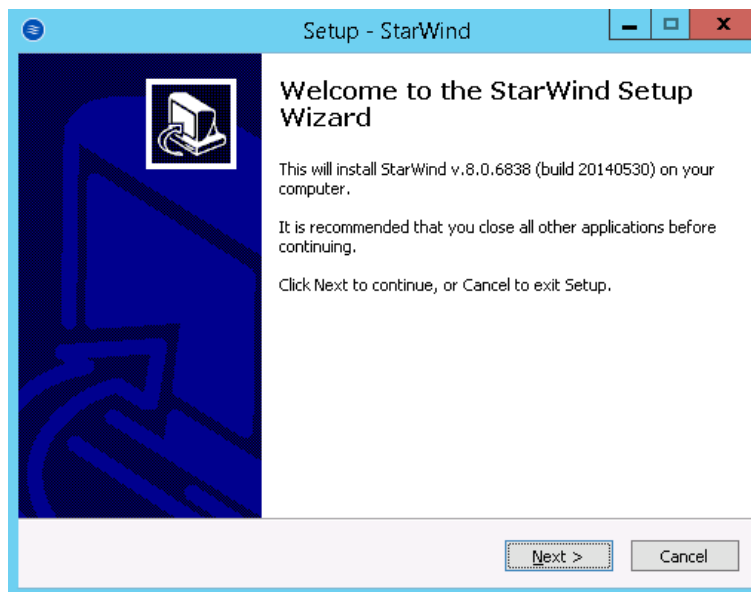 Setup - StarWind
Welcome to the StarWind Setup
Wizard
This will install StarWind v.8.0.6838 (build 20140530) on your
computer.
It is recommended that you close all other applications before
continuing.
Click Next to continue, or Cancel to exit Setup.
Next >
Cancel